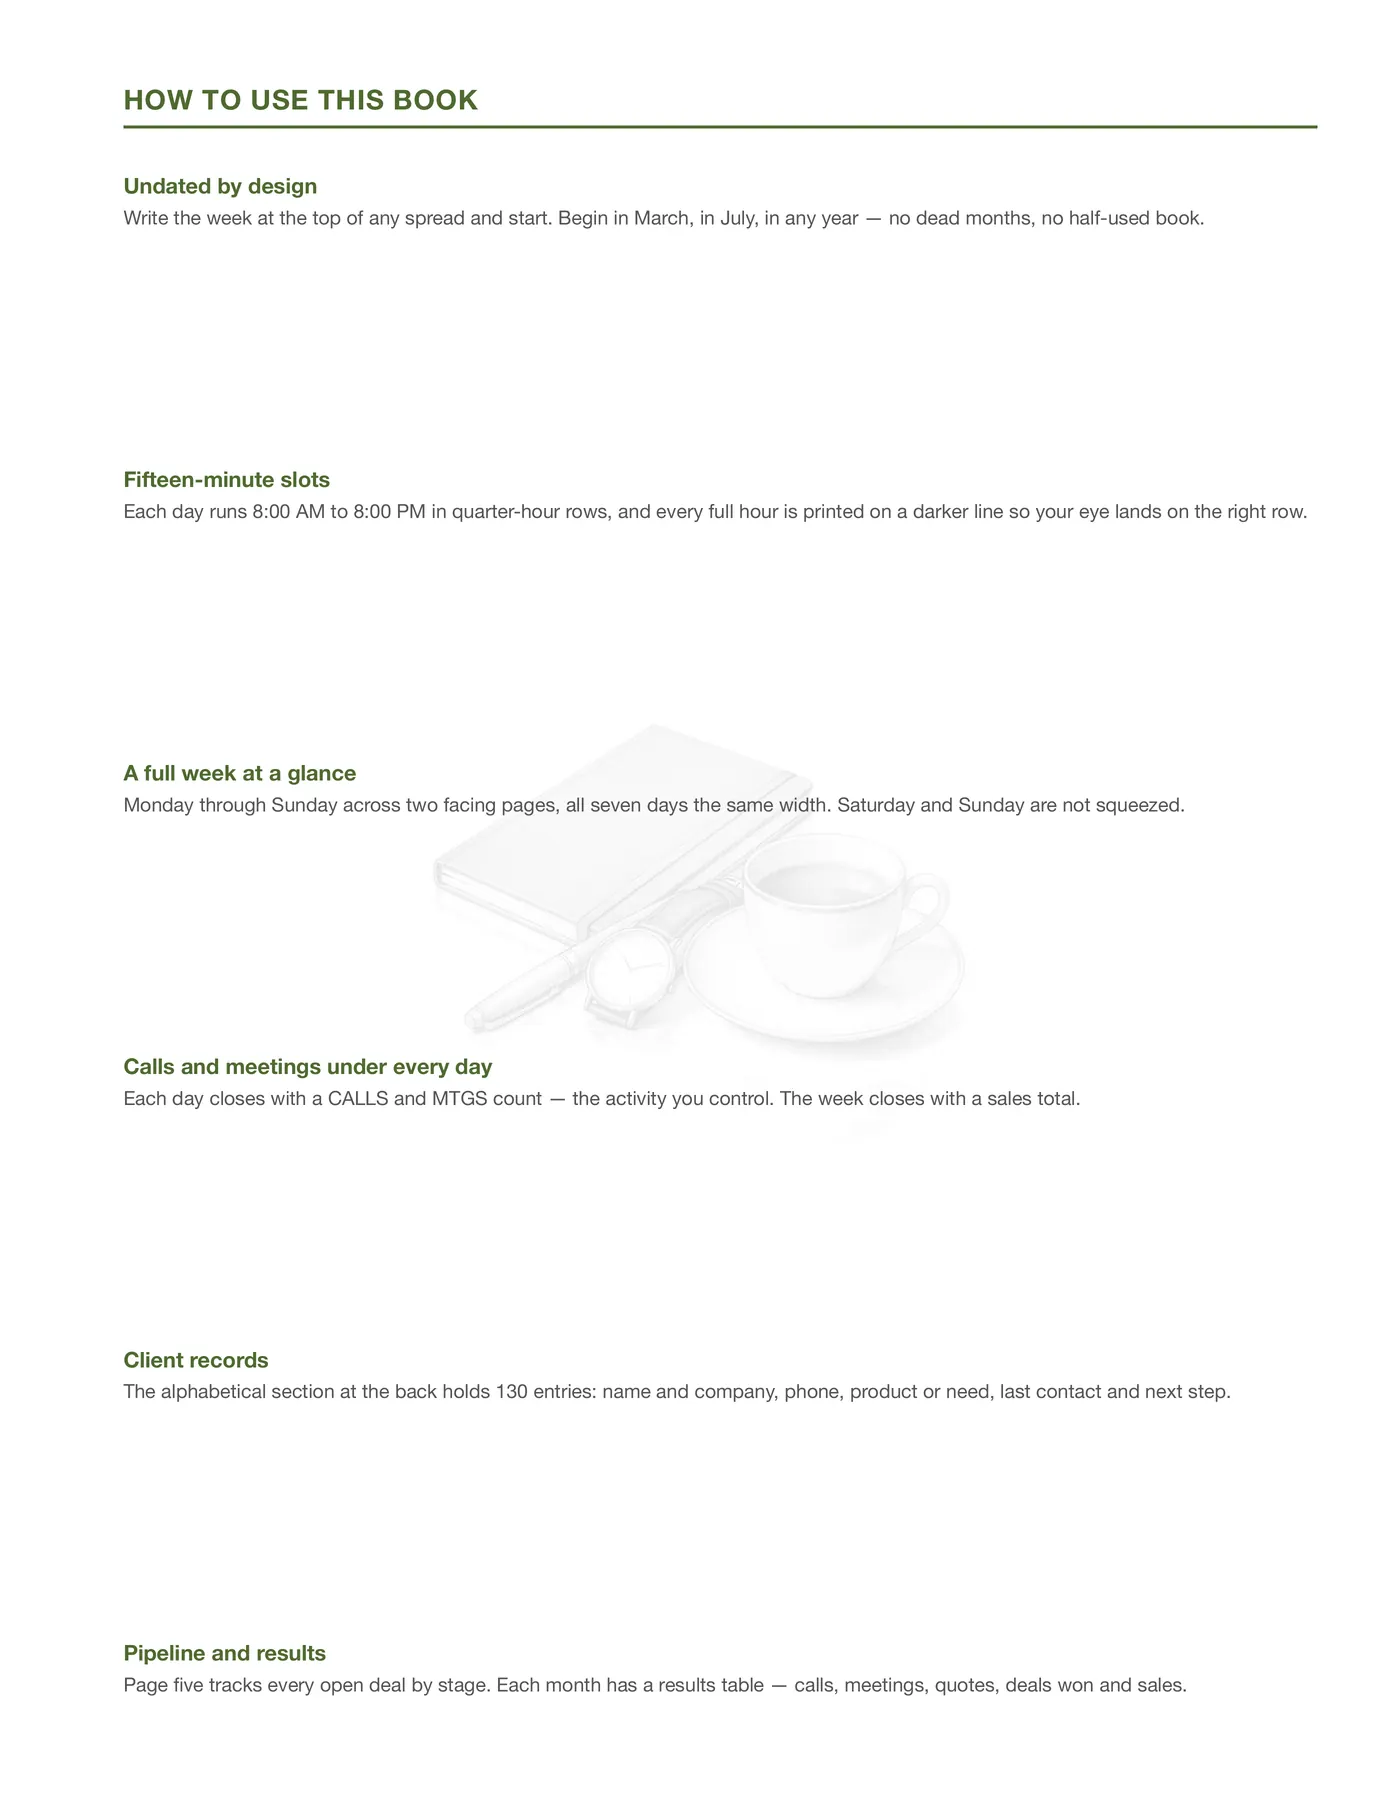 HOW TO USE THIS BOOK
Undated by design
Write the week at the top of any spread and start. Begin in March, in July, in any year — no dead months, no half-used book.
Fifteen-minute slots
Each day runs 8:00 AM to 8:00 PM in quarter-hour rows, and every full hour is printed on a darker line so your eye lands on the right row.
A full week at a glance
Monday through Sunday across two facing pages, all seven days the same width. Saturday and Sunday are not squeezed.
Calls and meetings under every day
Each day closes with a CALLS and MTGS count — the activity you control. The week closes with a sales total.
Client records
The alphabetical section at the back holds 130 entries: name and company, phone, product or need, last contact and next step.
Pipeline and results
Page five tracks every open deal by stage. Each month has a results table — calls, meetings, quotes, deals won and sales.